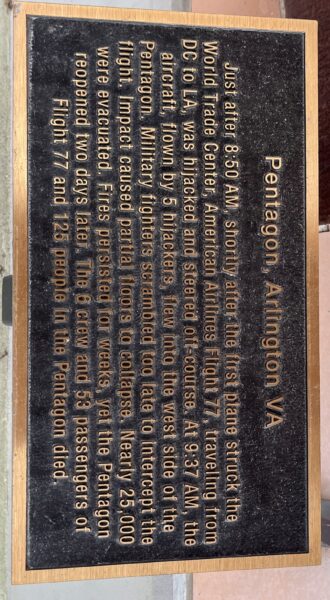 Pentagon, Arlington VA
Just after 8:50 AM, shortly after the first plane struck the
World Trade Center, American Airlines Flight 77, traveling from
DC to LA, was hijacked and steered off-course. At 9:37 AM, the
aircraft, flown by 5 hijackers, flew into the west side of the
Pentagon. Military fighters scrambled too late to intercept the
flight. Impact caused partial floors to collapse. Nearly 25,000
were evacuated. Fires persisted for weeks, yet the Pentagon
reopened two days later. The 6 crew and 53 passengers of
Flight 77 and 125 people in the Pentagon died.